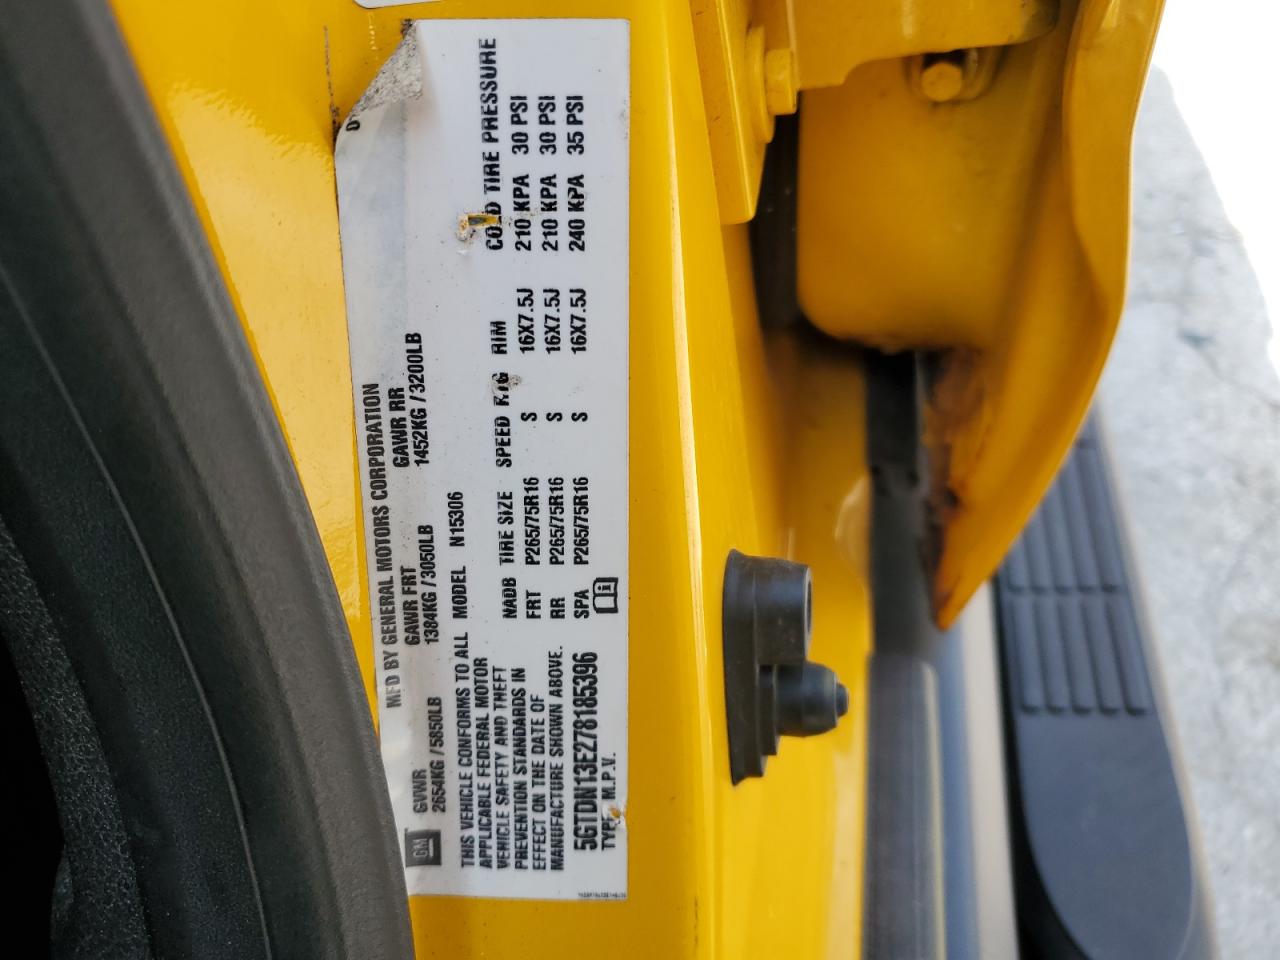 MFD BY GENERAL MOTORS CORPORATION
GM
GVWR GAWR FRT GAWR RR
2654KG / 5850LB 1384KG / 3050LB 1452KG / 3200LB
THIS VEHICLE CONFORMS TO ALL
APPLICABLE FEDERAL MOTOR
VEHICLE SAFETY AND THEFT
PREVENTION STANDARDS IN
EFFECT ON THE DATE OF
MANUFACTURE SHOWN ABOVE.
5GTDN13E278185396
TYPE: M.P.V.
MODEL N15306
NADB TIRE SIZE SPEED RTG RIM COLD TIRE PRESSURE
FRT P265/75R16 S 16X7.5J 210 KPA 30 PSI
RR P265/75R16 S 16X7.5J 210 KPA 30 PSI
SPA P265/75R16 S 16X7.5J 240 KPA 35 PSI